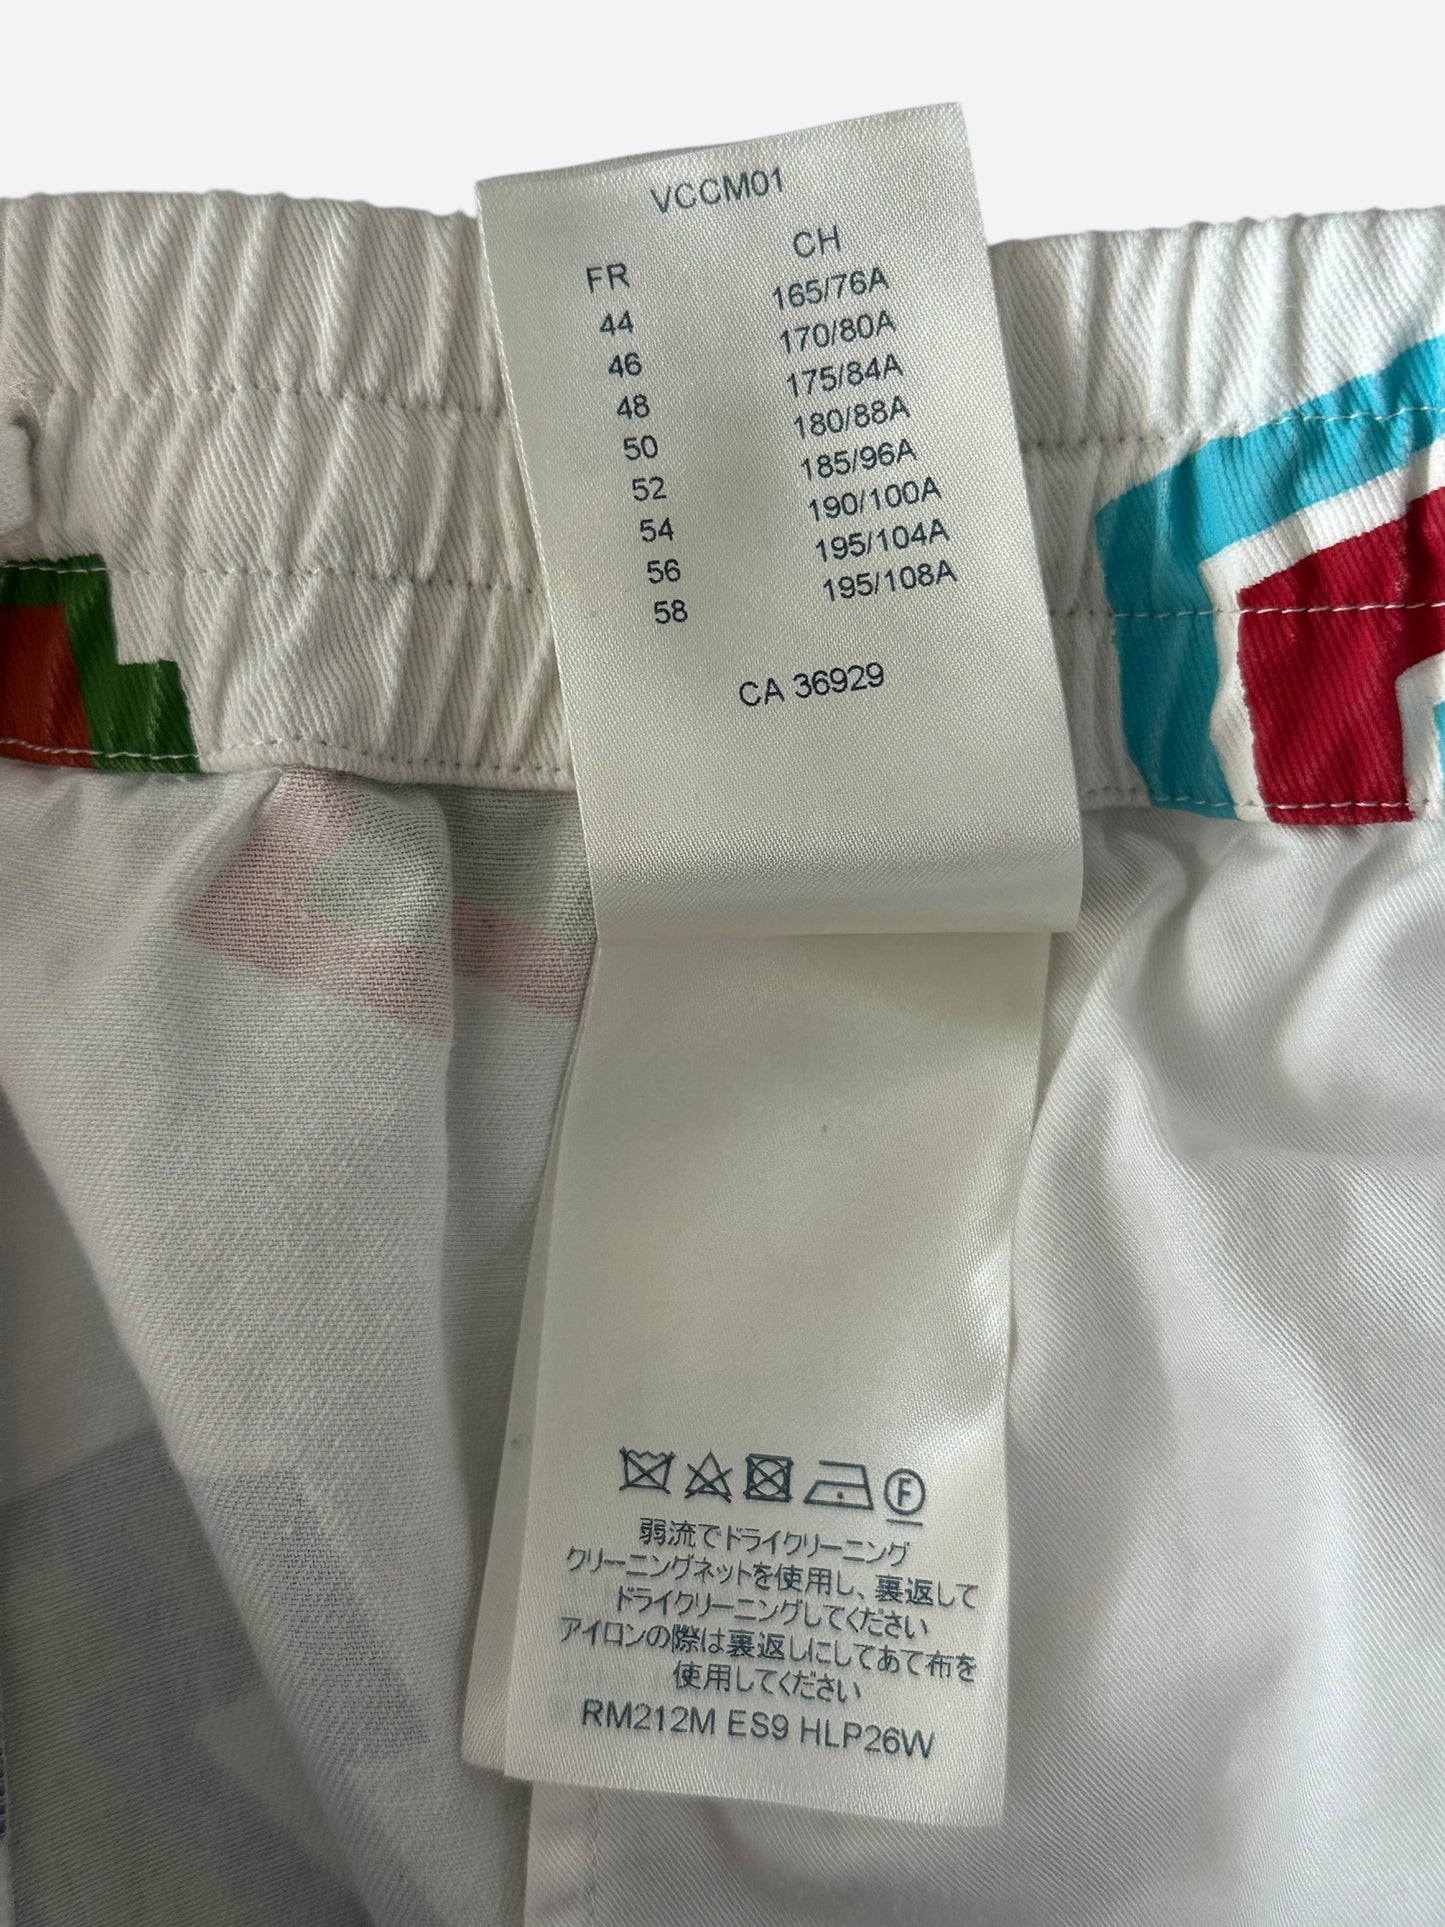 VCCM01
FR CH
44 165/76A
46 170/80A
48 175/84A
50 180/88A
52 185/96A
54 190/100A
56 195/104A
58 195/108A
CA 36929
F
弱流でドライクリーニング
クリーニングネットを使用し、裏返して
ドライクリーニングしてください
アイロンの際は裏返しにしてあて布を
使用してください
RM212M ES9 HLP26W